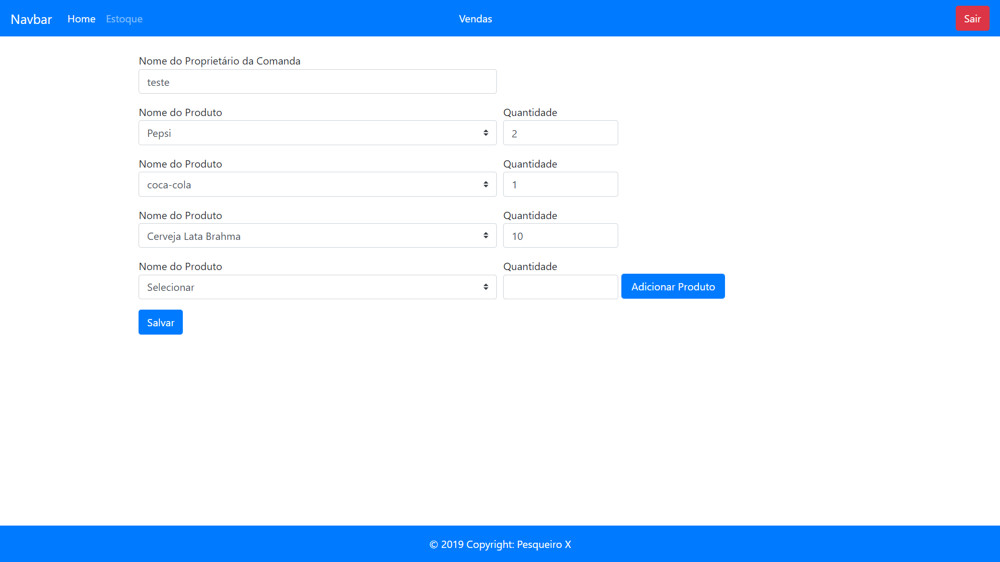 Navbar Home Estoque Vendas Sair
Nome do Proprietário da Comanda
teste
Nome do Produto Quantidade
Pepsi 2
Nome do Produto Quantidade
coca-cola 1
Nome do Produto Quantidade
Cerveja Lata Brahma 10
Nome do Produto Quantidade
Selecionar Adicionar Produto
Salvar
© 2019 Copyright: Pesqueiro X